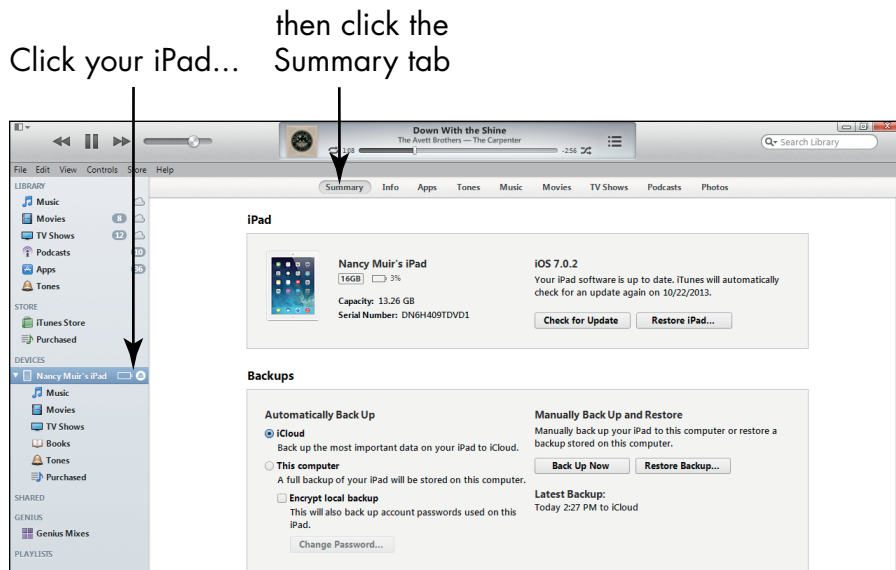 then click the
Click your iPad... Summary tab
Down With the Shine
The Avett Brothers — The Carpenter
1:08 -2:56
Search Library
File Edit View Controls Store Help
LIBRARY
Music
Movies 8
TV Shows 12
Podcasts 10
Apps 36
Tones
STORE
iTunes Store
Purchased
DEVICES
Nancy Muir's iPad
Music
Movies
TV Shows
Books
Tones
Purchased
SHARED
GENIUS
Genius Mixes
PLAYLISTS
Summary Info Apps Tones Music Movies TV Shows Podcasts Photos
iPad
Nancy Muir's iPad
16GB 3%
Capacity: 13.26 GB
Serial Number: DN6H409TDVD1
iOS 7.0.2
Your iPad software is up to date. iTunes will automatically
check for an update again on 10/22/2013.
Check for Update Restore iPad...
Backups
Automatically Back Up
iCloud
Back up the most important data on your iPad to iCloud.
This computer
A full backup of your iPad will be stored on this computer.
Encrypt local backup
This will also back up account passwords used on this
iPad.
Change Password...
Manually Back Up and Restore
Manually back up your iPad to this computer or restore a
backup stored on this computer.
Back Up Now Restore Backup...
Latest Backup:
Today 2:27 PM to iCloud